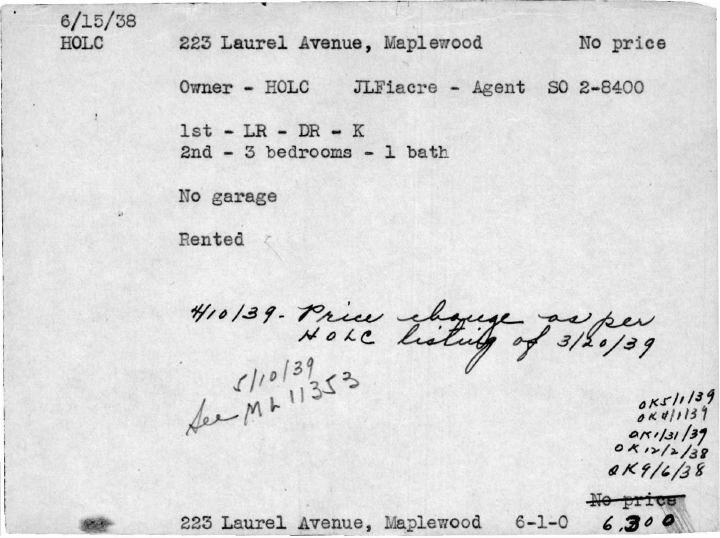 6/15/38
HOLC 223 Laurel Avenue, Maplewood No price
Owner - HOLC JLFiacre - Agent SO 2-8400
1st - LR - DR - K
2nd - 3 bedrooms - 1 bath
No garage
Rented
4/10/39 - Price change as per
HOLC listing of 3/20/39
5/10/39
See ML 11353
OK 5/1/39
OK 4/1/39
OK 1/31/39
OK 12/2/38
OK 9/6/38
No price
223 Laurel Avenue, Maplewood 6-1-0 6,300